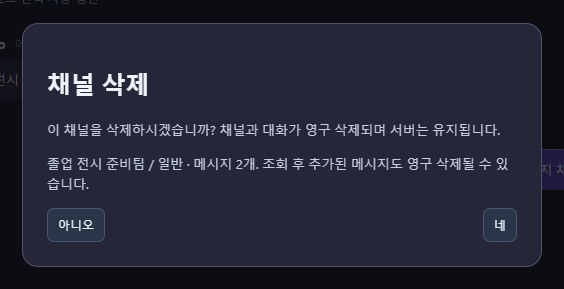 채널 삭제
이 채널을 삭제하시겠습니까? 채널과 대화가 영구 삭제되며 서버는 유지됩니다.
졸업 전시 준비팀 / 일반 · 메시지 2개. 조회 후 추가된 메시지도 영구 삭제될 수 있
습니다.
아니오
네